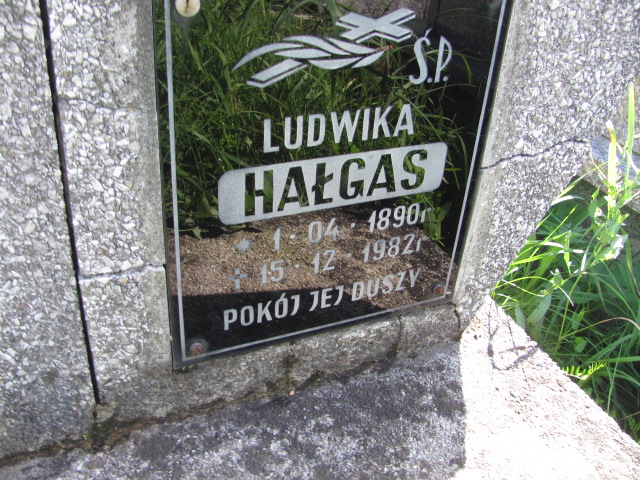 Ś.P.
LUDWIKA
HAŁGAS
* 1·04·1890r
† 15·12·1982r
POKÓJ JEJ DUSZY